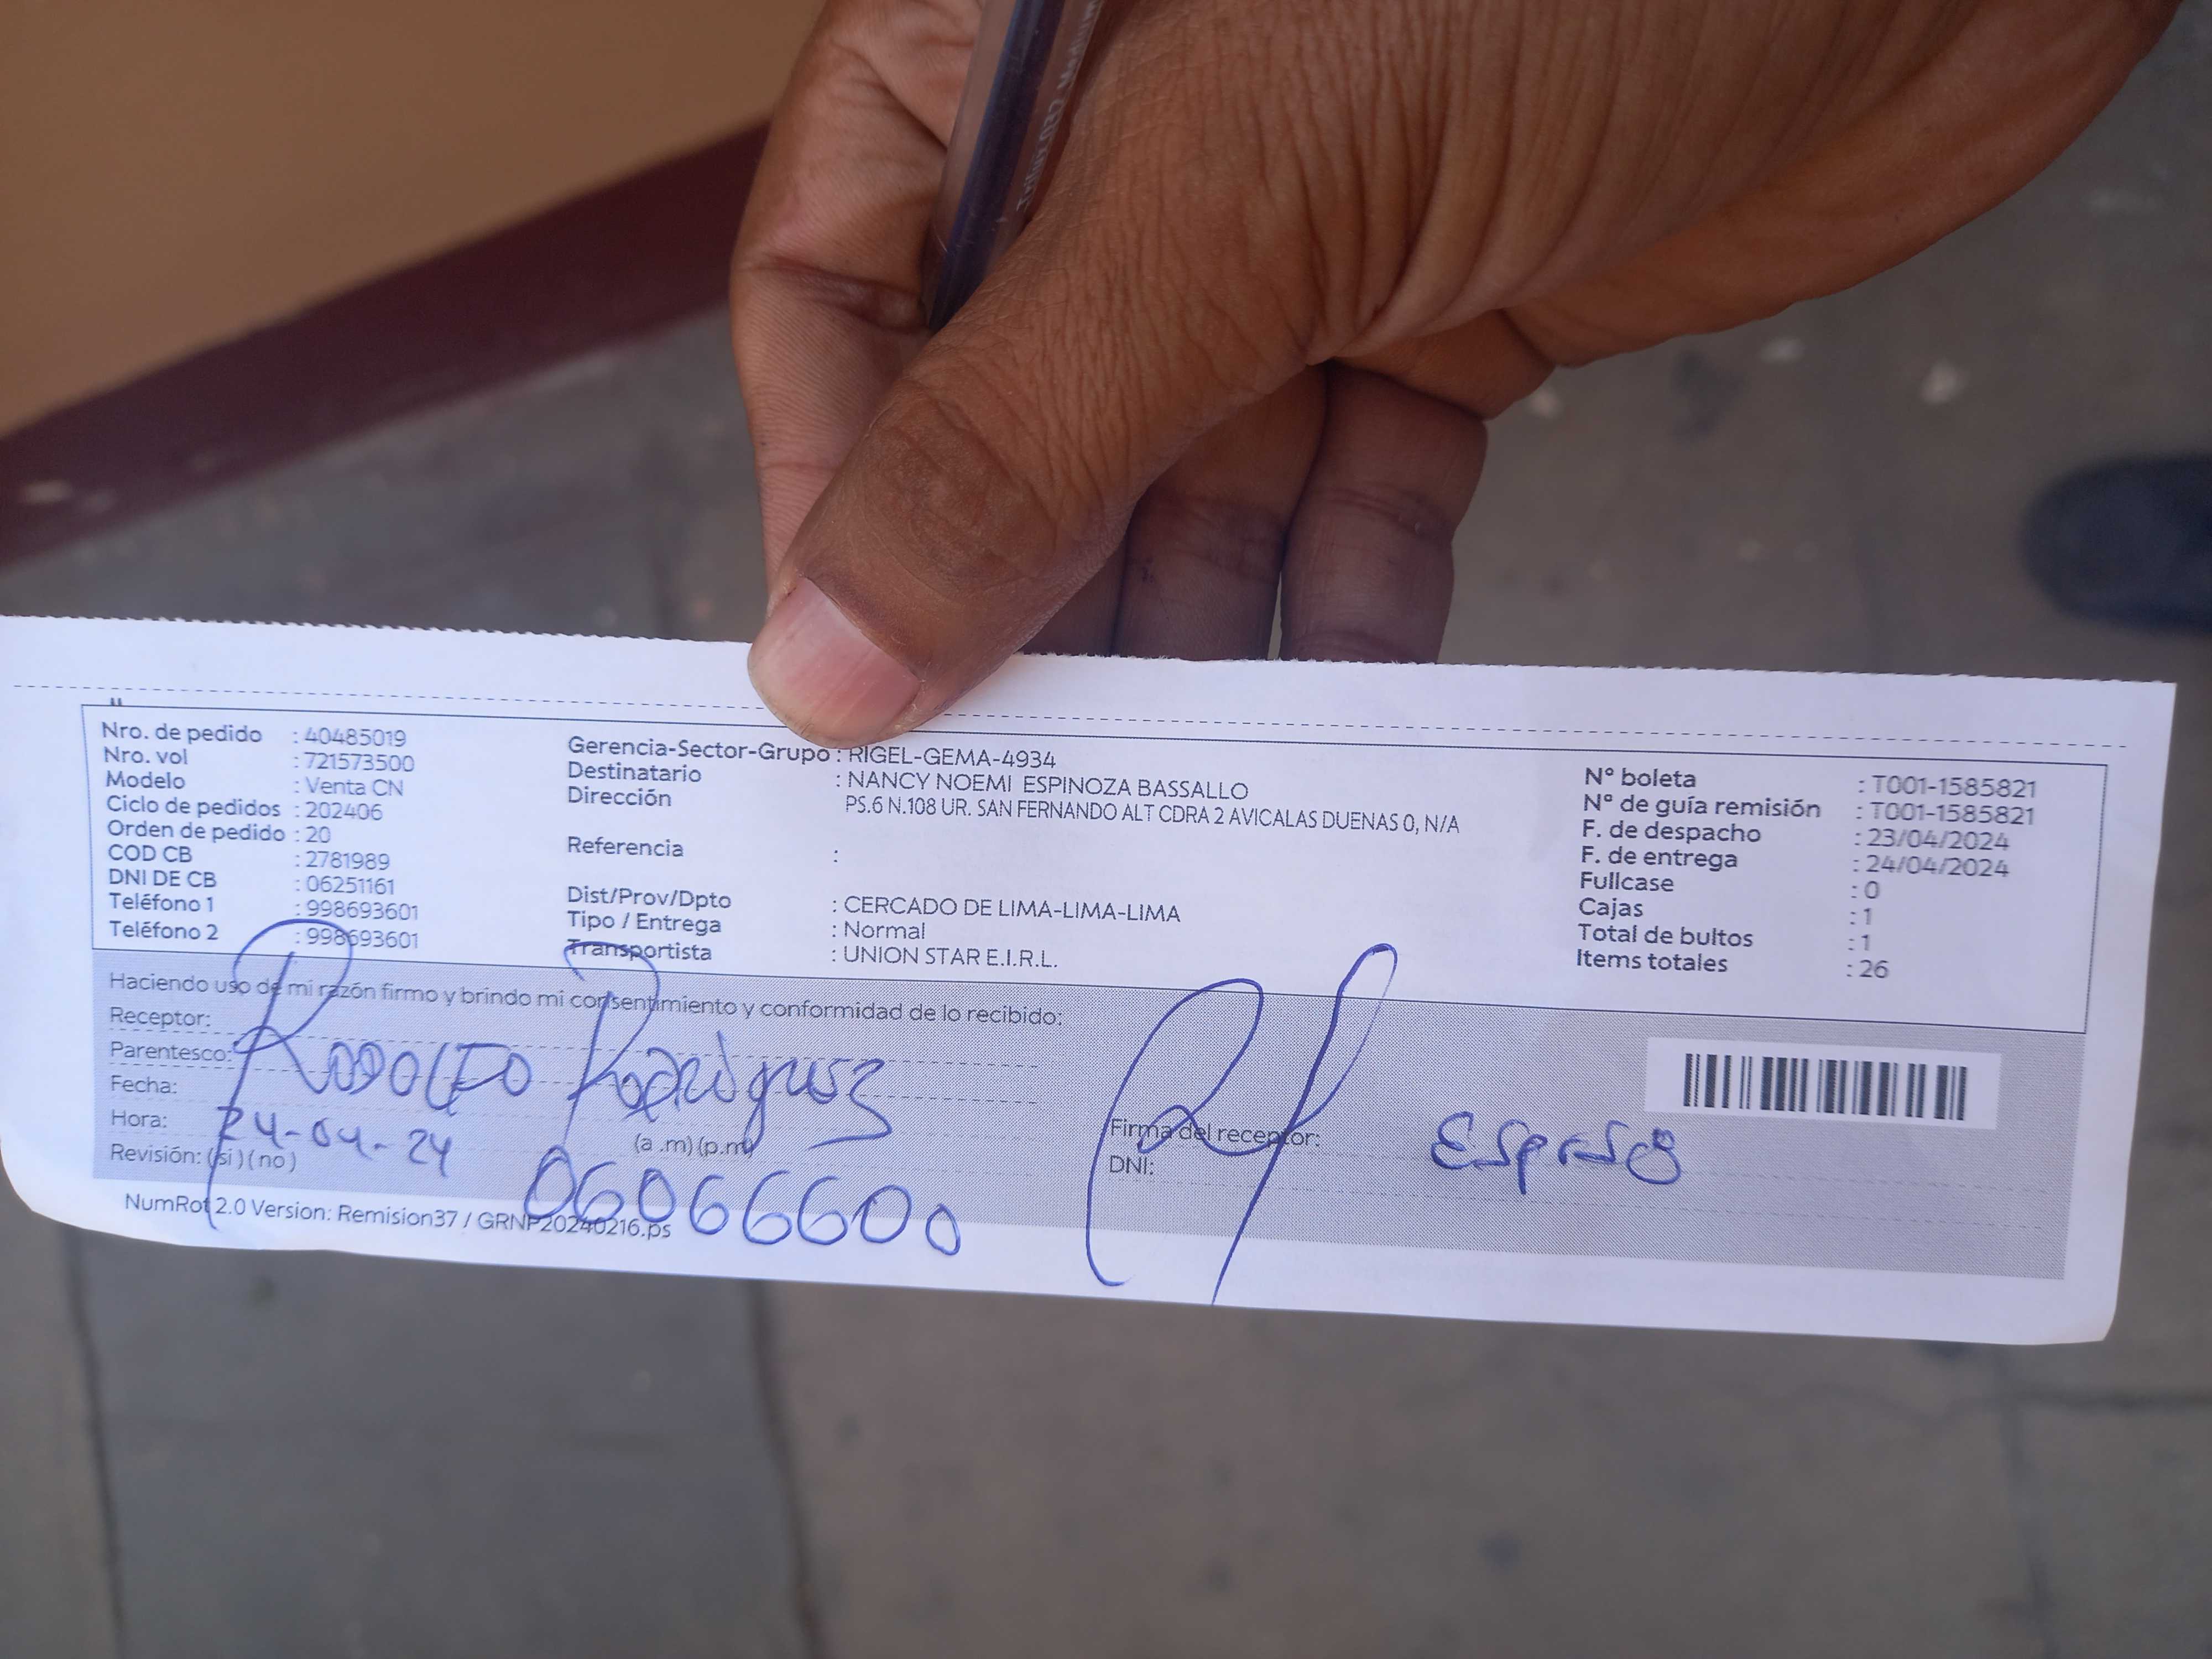 Nro. de pedido : 40485019
Nro. vol : 721573500
Modelo : Venta CN
Ciclo de pedidos : 202406
Orden de pedido : 20
COD CB : 2781989
DNI DE CB : 06251161
Teléfono 1 : 998693601
Teléfono 2 : 998693601
Gerencia-Sector-Grupo : RIGEL-GEMA-4934
Destinatario : NANCY NOEMI ESPINOZA BASSALLO
Dirección PS.6 N.108 UR. SAN FERNANDO ALT CDRA 2 AVICALAS DUENAS 0, N/A
Referencia :
Dist/Prov/Dpto : CERCADO DE LIMA-LIMA-LIMA
Tipo / Entrega : Normal
Transportista : UNION STAR E.I.R.L.
N° boleta : T001-1585821
N° de guía remisión : T001-1585821
F. de despacho : 23/04/2024
F. de entrega : 24/04/2024
Fullcase : 0
Cajas : 1
Total de bultos : 1
Items totales : 26
Haciendo uso de mi razón firmo y brindo mi consentimiento y conformidad de lo recibido:
Receptor:
Parentesco: Rodolfo Rodriguez
Fecha:
Hora: 24-04-24 (a .m) (p.m)
Revisión: (si) (no) 06066600
Firma del receptor: Esposo
DNI:
NumRot 2.0 Version: Remision37 / GRNP20240216.ps